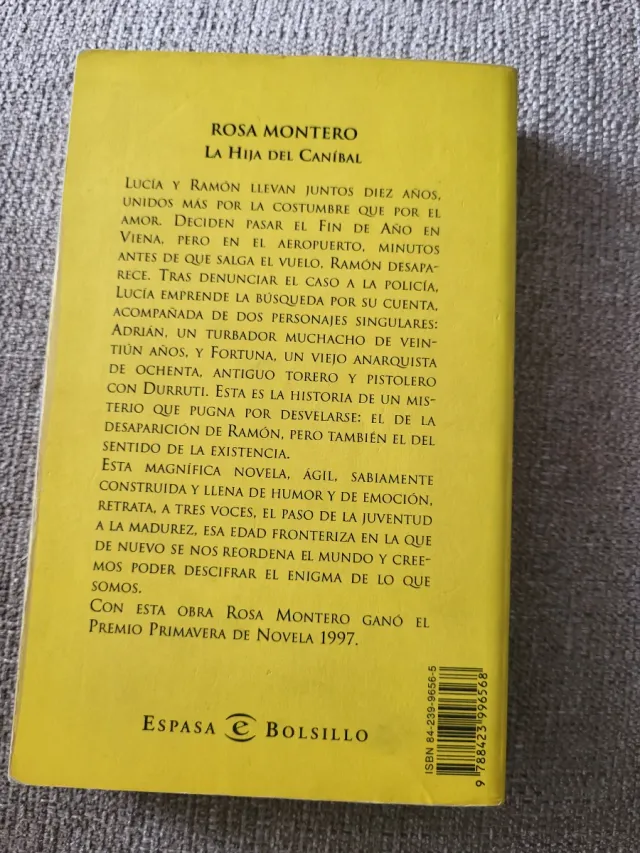 ROSA MONTERO
LA HIJA DEL CANÍBAL
LUCÍA Y RAMÓN LLEVAN JUNTOS DIEZ AÑOS,
UNIDOS MÁS POR LA COSTUMBRE QUE POR EL
AMOR. DECIDEN PASAR EL FIN DE AÑO EN
VIENA, PERO EN EL AEROPUERTO, MINUTOS
ANTES DE QUE SALGA EL VUELO, RAMÓN DESAPA-
RECE. TRAS DENUNCIAR EL CASO A LA POLICÍA,
LUCÍA EMPRENDE LA BÚSQUEDA POR SU CUENTA,
ACOMPAÑADA DE DOS PERSONAJES SINGULARES:
ADRIÁN, UN TURBADOR MUCHACHO DE VEIN-
TIÚN AÑOS, Y FORTUNA, UN VIEJO ANARQUISTA
DE OCHENTA, ANTIGUO TORERO Y PISTOLERO
CON DURRUTI. ESTA ES LA HISTORIA DE UN MIS-
TERIO QUE PUGNA POR DESVELARSE: EL DE LA
DESAPARICIÓN DE RAMÓN, PERO TAMBIÉN EL DEL
SENTIDO DE LA EXISTENCIA.
ESTA MAGNÍFICA NOVELA, ÁGIL, SABIAMENTE
CONSTRUIDA Y LLENA DE HUMOR Y DE EMOCIÓN,
RETRATA, A TRES VOCES, EL PASO DE LA JUVENTUD
A LA MADUREZ, ESA EDAD FRONTERIZA EN LA QUE
DE NUEVO SE NOS REORDENA EL MUNDO Y CREE-
MOS PODER DESCIFRAR EL ENIGMA DE LO QUE
SOMOS.
CON ESTA OBRA ROSA MONTERO GANÓ EL
PREMIO PRIMAVERA DE NOVELA 1997.
ESPASA e BOLSILLO
ISBN 84-239-9656-5
9 788423 996568